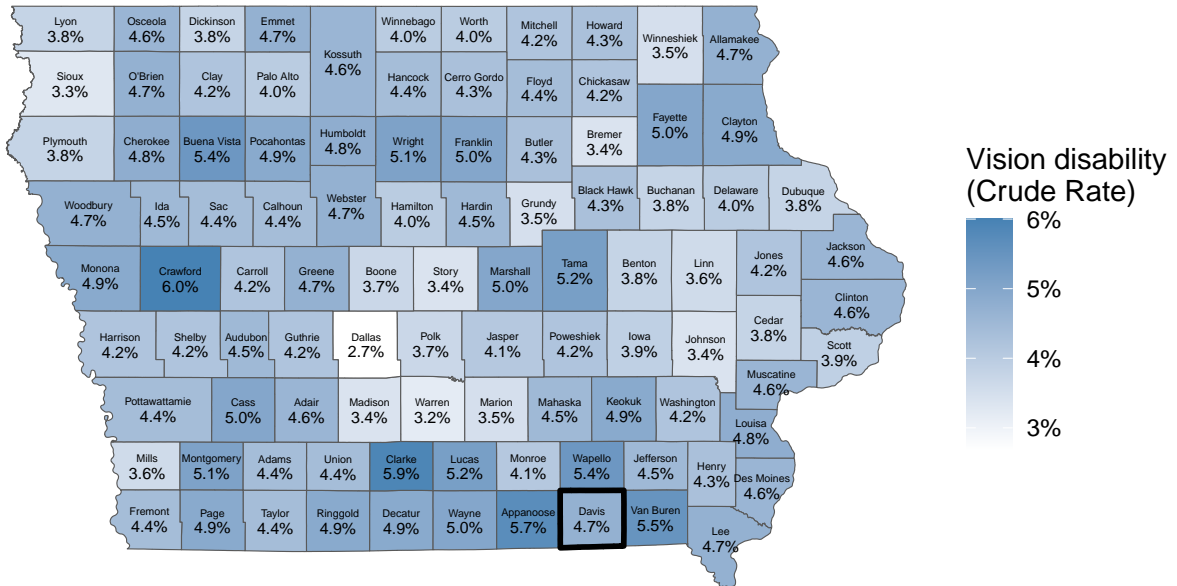 Lyon
3.8%
Osceola
4.6%
Dickinson
3.8%
Emmet
4.7%
Kossuth
4.6%
Winnebago
4.0%
Worth
4.0%
Mitchell
4.2%
Howard
4.3%
Winneshiek
3.5%
Allamakee
4.7%
Sioux
3.3%
O'Brien
4.7%
Clay
4.2%
Palo Alto
4.0%
Hancock
4.4%
Cerro Gordo
4.3%
Floyd
4.4%
Chickasaw
4.2%
Fayette
5.0%
Clayton
4.9%
Plymouth
3.8%
Cherokee
4.8%
Buena Vista
5.4%
Pocahontas
4.9%
Humboldt
4.8%
Wright
5.1%
Franklin
5.0%
Butler
4.3%
Bremer
3.4%
Woodbury
4.7%
Ida
4.5%
Sac
4.4%
Calhoun
4.4%
Webster
4.7%
Hamilton
4.0%
Hardin
4.5%
Grundy
3.5%
Black Hawk
4.3%
Buchanan
3.8%
Delaware
4.0%
Dubuque
3.8%
Monona
4.9%
Crawford
6.0%
Carroll
4.2%
Greene
4.7%
Boone
3.7%
Story
3.4%
Marshall
5.0%
Tama
5.2%
Benton
3.8%
Linn
3.6%
Jones
4.2%
Jackson
4.6%
Clinton
4.6%
Harrison
4.2%
Shelby
4.2%
Audubon
4.5%
Guthrie
4.2%
Dallas
2.7%
Polk
3.7%
Jasper
4.1%
Poweshiek
4.2%
Iowa
3.9%
Johnson
3.4%
Cedar
3.8%
Scott
3.9%
Muscatine
4.6%
Pottawattamie
4.4%
Cass
5.0%
Adair
4.6%
Madison
3.4%
Warren
3.2%
Marion
3.5%
Mahaska
4.5%
Keokuk
4.9%
Washington
4.2%
Louisa
4.8%
Mills
3.6%
Montgomery
5.1%
Adams
4.4%
Union
4.4%
Clarke
5.9%
Lucas
5.2%
Monroe
4.1%
Wapello
5.4%
Jefferson
4.5%
Henry
4.3%
Des Moines
4.6%
Fremont
4.4%
Page
4.9%
Taylor
4.4%
Ringgold
4.9%
Decatur
4.9%
Wayne
5.0%
Appanoose
5.7%
Davis
4.7%
Van Buren
5.5%
Lee
4.7%
Vision disability
(Crude Rate)
6%
5%
4%
3%